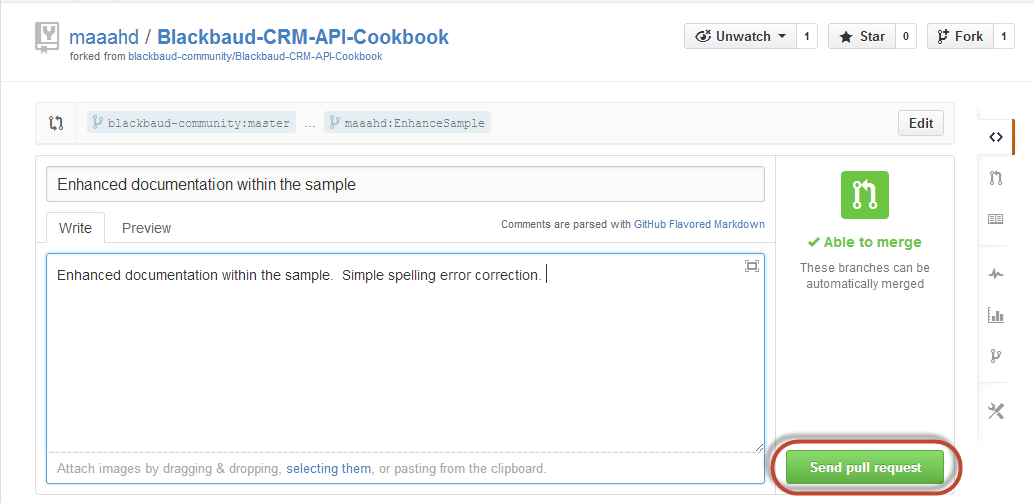 maaahd / Blackbaud-CRM-API-Cookbook
forked from blackbaud-community/Blackbaud-CRM-API-Cookbook
Unwatch 1 Star 0 Fork 1
blackbaud-community:master ... maaahd:EnhanceSample Edit
Enhanced documentation within the sample
Write Preview Comments are parsed with GitHub Flavored Markdown
Able to merge
Enhanced documentation within the sample.  Simple spelling error correction.
These branches can be
automatically merged
Attach images by dragging & dropping, selecting them, or pasting from the clipboard.
Send pull request